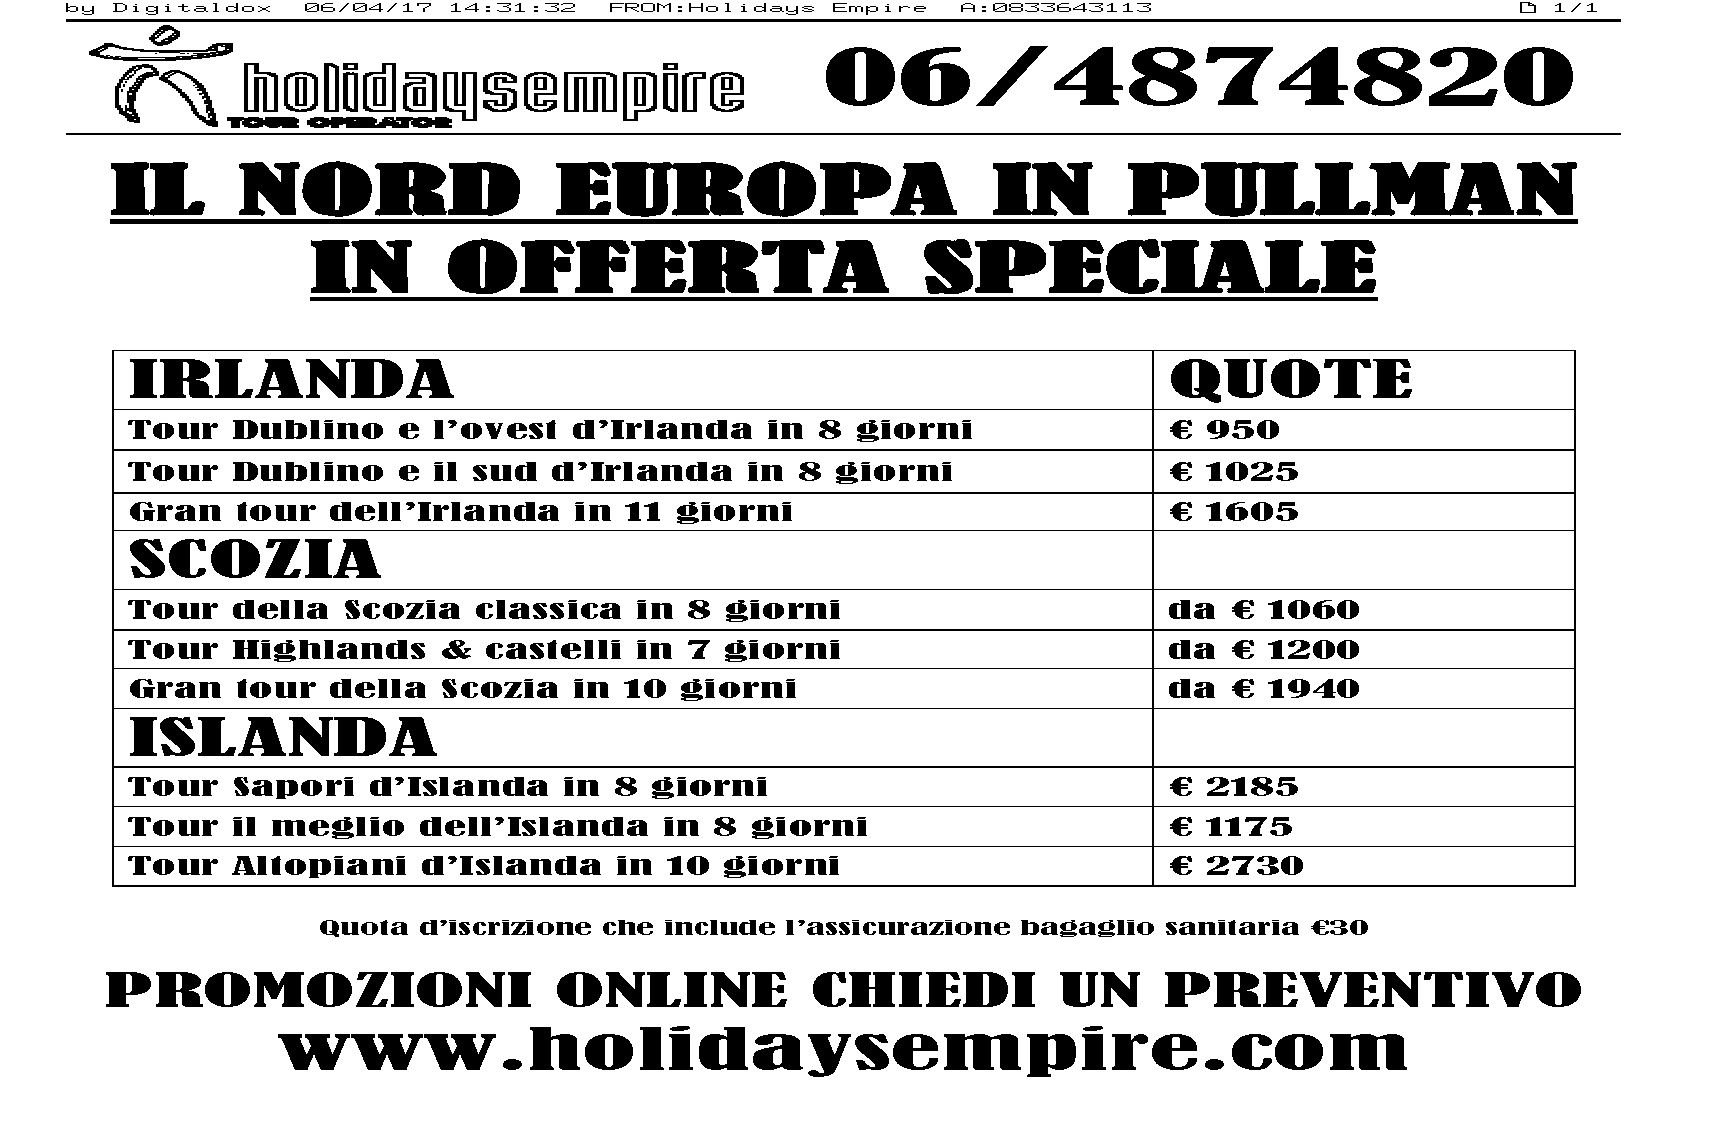 by Digitaldox 06/04/17 14:31:32 FROM:Holidays Empire A:0833643113 1/1
holidaysempire 06/4874820
TOUR OPERATOR
IL NORD EUROPA IN PULLMAN
IN OFFERTA SPECIALE
IRLANDA QUOTE
Tour Dublino e l'ovest d'Irlanda in 8 giorni € 950
Tour Dublino e il sud d'Irlanda in 8 giorni € 1025
Gran tour dell'Irlanda in 11 giorni € 1605
SCOZIA
Tour della Scozia classica in 8 giorni da € 1060
Tour Highlands & castelli in 7 giorni da € 1200
Gran tour della Scozia in 10 giorni da € 1940
ISLANDA
Tour Sapori d'Islanda in 8 giorni € 2185
Tour il meglio dell'Islanda in 8 giorni € 1175
Tour Altopiani d'Islanda in 10 giorni € 2730
Quota d'iscrizione che include l'assicurazione bagaglio sanitaria €30
PROMOZIONI ONLINE CHIEDI UN PREVENTIVO
www.holidaysempire.com